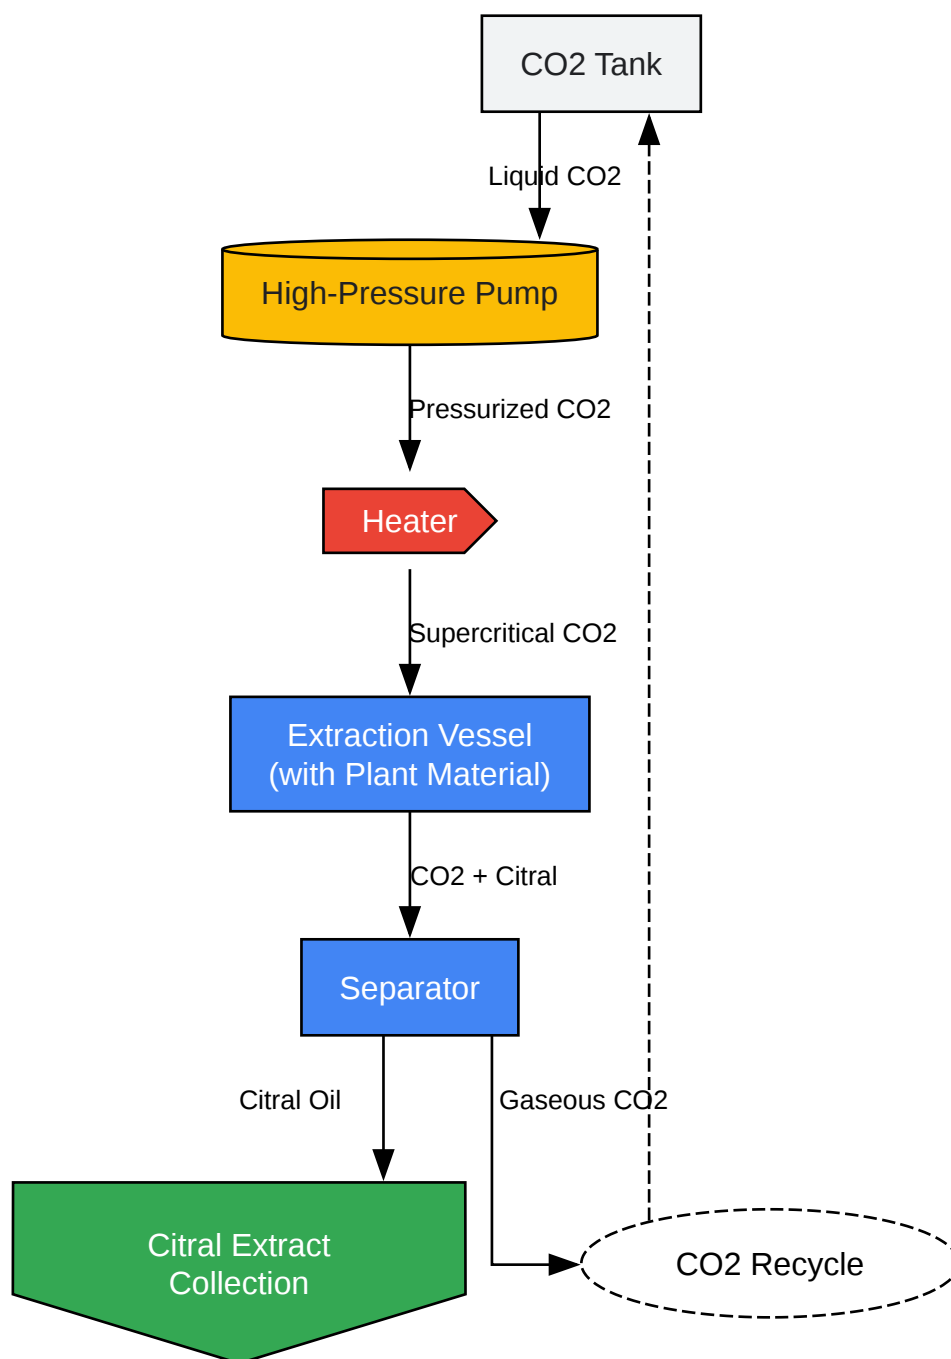 CO2 Tank
Liquid CO2
High-Pressure Pump
Pressurized CO2
Heater
Supercritical CO2
Extraction Vessel
(with Plant Material)
CO2 + Citral
Separator
Citral Oil
Gaseous CO2
Citral Extract
Collection
CO2 Recycle